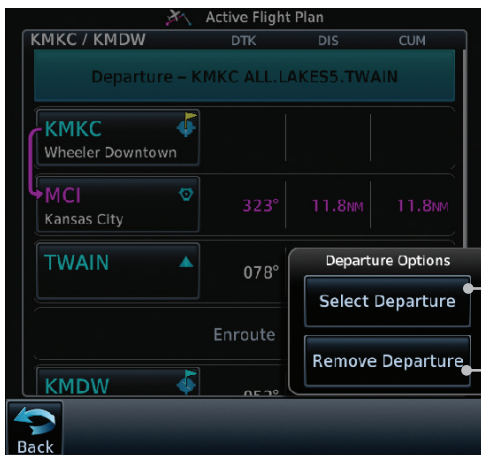 Active Flight Plan
KMKC / KMDW DTK DIS CUM
Departure – KMKC ALL.LAKES5.TWAIN
KMKC
Wheeler Downtown
MCI
Kansas City
323° 11.8NM 11.8NM
TWAIN
078°
Departure Options
Select Departure
Enroute
Remove Departure
KMDW
Back